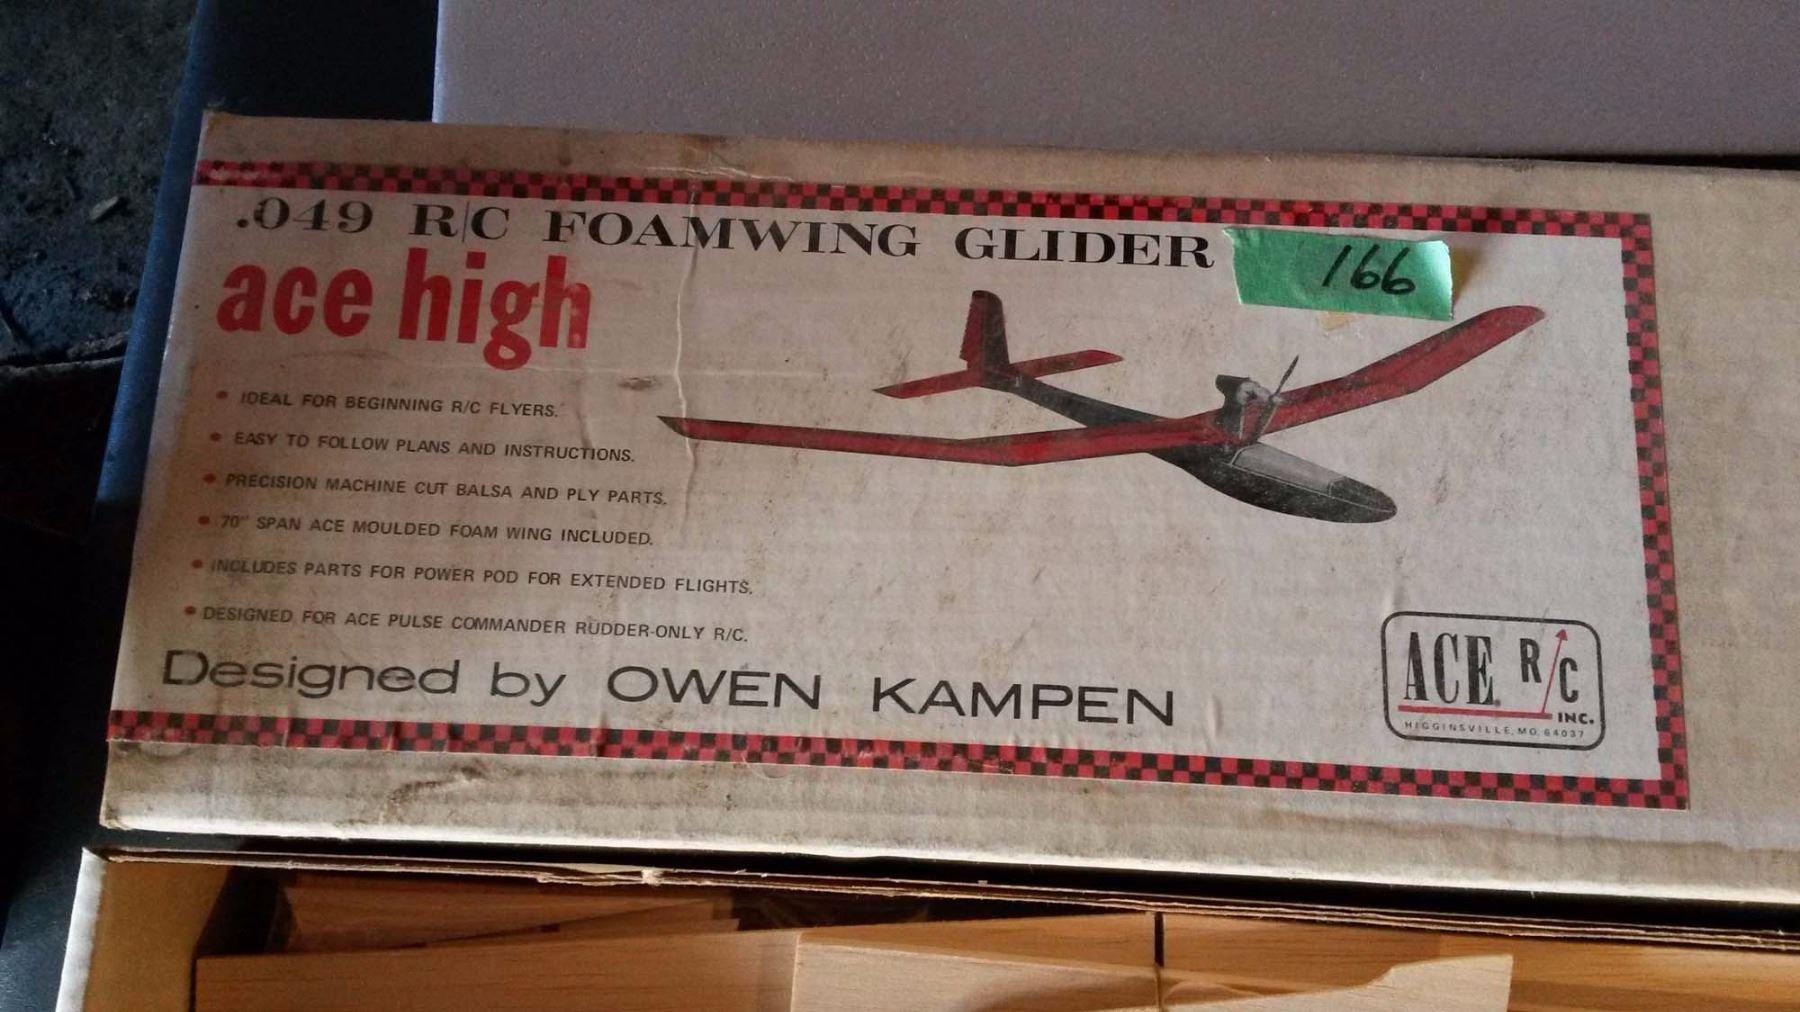 .049 R/C FOAMWING GLIDER
166
ace high
• IDEAL FOR BEGINNING R/C FLYERS.
• EASY TO FOLLOW PLANS AND INSTRUCTIONS.
• PRECISION MACHINE CUT BALSA AND PLY PARTS.
• 70" SPAN ACE MOULDED FOAM WING INCLUDED.
• INCLUDES PARTS FOR POWER POD FOR EXTENDED FLIGHTS.
• DESIGNED FOR ACE PULSE COMMANDER RUDDER-ONLY R/C.
Designed by OWEN KAMPEN
ACE R/C
INC.
HIGGINSVILLE, MO. 64037